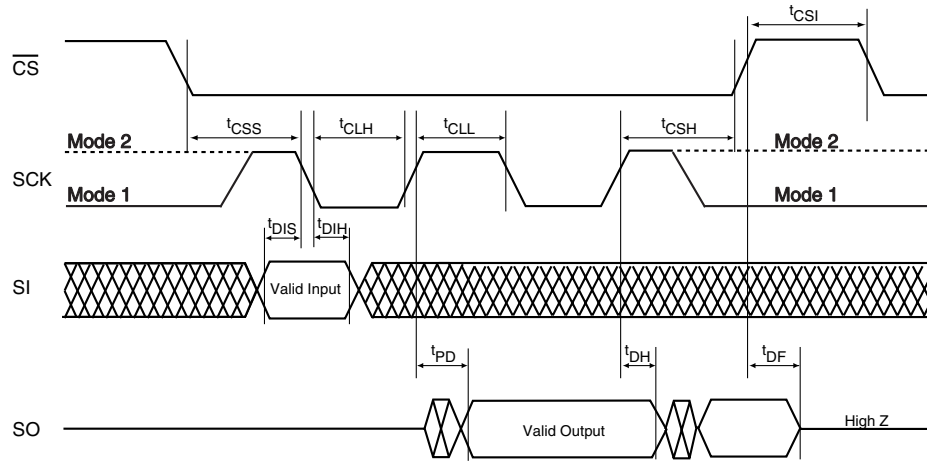 tCSI
CS
tCSS
tCLH
tCLL
tCSH
Mode 2
Mode 2
SCK
Mode 1
Mode 1
tDIS
tDIH
SI
Valid Input
tPD
tDH
tDF
SO
Valid Output
High Z